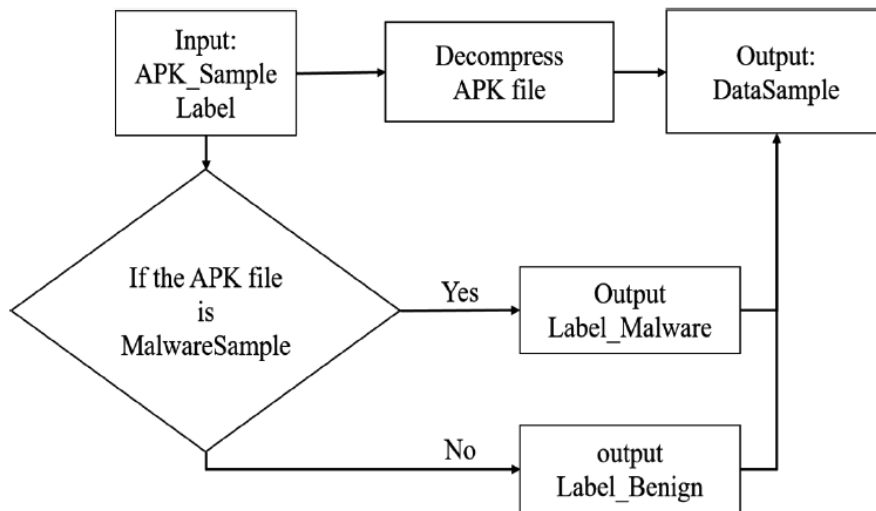 Input:
APK_Sample
Label
Decompress
APK file
Output:
DataSample
If the APK file
is
MalwareSample
Yes
Output
Label_Malware
No
output
Label_Benign